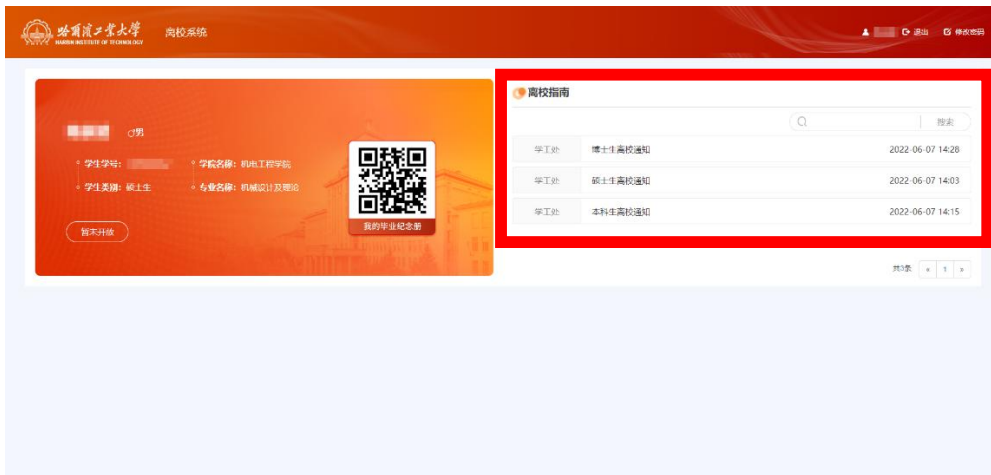 哈爾濱工業大學
HARBIN INSTITUTE OF TECHNOLOGY
离校系统
退出
修改密码
♂男
学生学号：
学院名称：机电工程学院
学生类别：硕士生
专业名称：机械设计及理论
暂未开放
我的毕业纪念册
离校指南
搜索
学工处 博士生离校通知 2022-06-07 14:28
学工处 硕士生离校通知 2022-06-07 14:03
学工处 本科生离校通知 2022-06-07 14:15
共3条 « 1 »